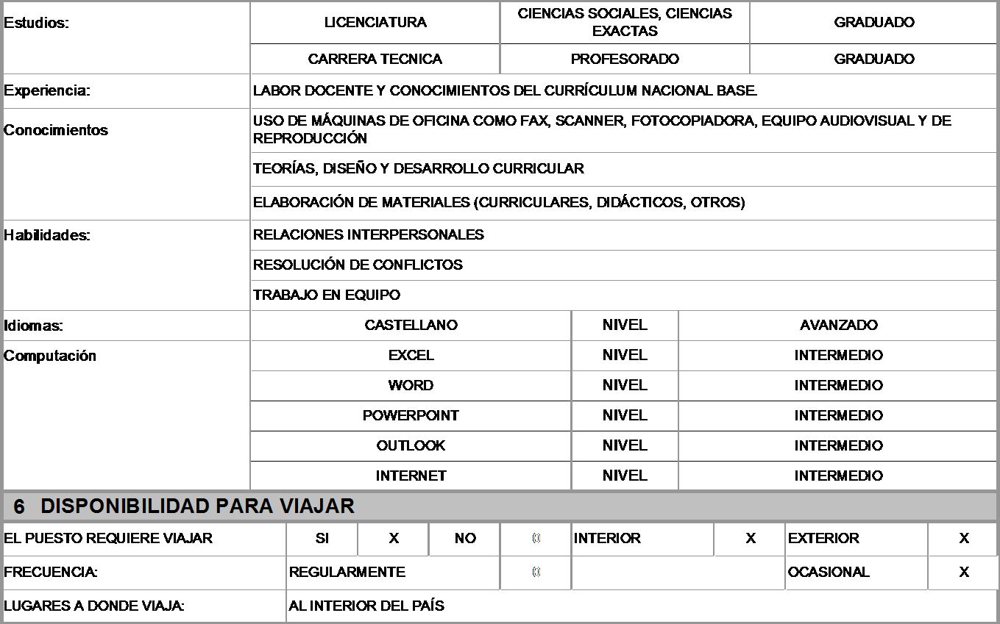 Estudios: LICENCIATURA CIENCIAS SOCIALES, CIENCIAS EXACTAS GRADUADO
CARRERA TECNICA PROFESORADO GRADUADO
Experiencia: LABOR DOCENTE Y CONOCIMIENTOS DEL CURRÍCULUM NACIONAL BASE.
Conocimientos USO DE MÁQUINAS DE OFICINA COMO FAX, SCANNER, FOTOCOPIADORA, EQUIPO AUDIOVISUAL Y DE
REPRODUCCIÓN
TEORÍAS, DISEÑO Y DESARROLLO CURRICULAR
ELABORACIÓN DE MATERIALES (CURRICULARES, DIDÁCTICOS, OTROS)
Habilidades: RELACIONES INTERPERSONALES
RESOLUCIÓN DE CONFLICTOS
TRABAJO EN EQUIPO
Idiomas: CASTELLANO NIVEL AVANZADO
Computación EXCEL NIVEL INTERMEDIO
WORD NIVEL INTERMEDIO
POWERPOINT NIVEL INTERMEDIO
OUTLOOK NIVEL INTERMEDIO
INTERNET NIVEL INTERMEDIO
6 DISPONIBILIDAD PARA VIAJAR
EL PUESTO REQUIERE VIAJAR SI X NO 0 INTERIOR X EXTERIOR X
FRECUENCIA: REGULARMENTE 0 OCASIONAL X
LUGARES A DONDE VIAJA: AL INTERIOR DEL PAÍS